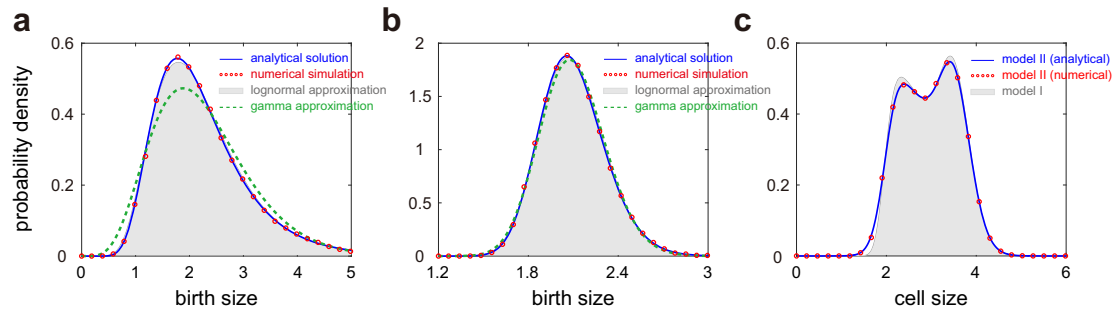 a
b
c
probability density
0.6
0.4
0.2
0
0 1 2 3 4 5
birth size
analytical solution
numerical simulation
lognormal approximation
gamma approximation
2
1.5
1
0.5
0
1.2 1.8 2.4 3
birth size
analytical solution
numerical simulation
lognormal approximation
gamma approximation
0.6
0.4
0.2
0
0 2 4 6
cell size
model II (analytical)
model II (numerical)
model I